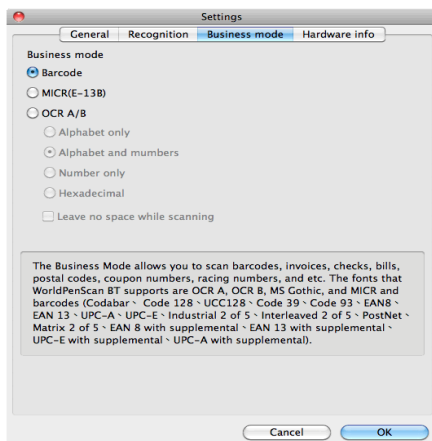 Settings
General Recognition Business mode Hardware info
Business mode
Barcode
MICR(E-13B)
OCR A/B
Alphabet only
Alphabet and mumbers
Number only
Hexadecimal
Leave no space while scanning
The Business Mode allows you to scan barcodes, invoices, checks, bills,
postal codes, coupon numbers, racing numbers, and etc. The fonts that
WorldPenScan BT supports are OCR A, OCR B, MS Gothic, and MICR and
barcodes (Codabar、 Code 128、UCC128、Code 39、Code 93、EAN8、
EAN 13、UPC-A、UPC-E、Industrial 2 of 5、Interleaved 2 of 5、PostNet、
Matrix 2 of 5、EAN 8 with supplemental、EAN 13 with supplemental、
UPC-E with supplemental、UPC-A with supplemental).
Cancel OK